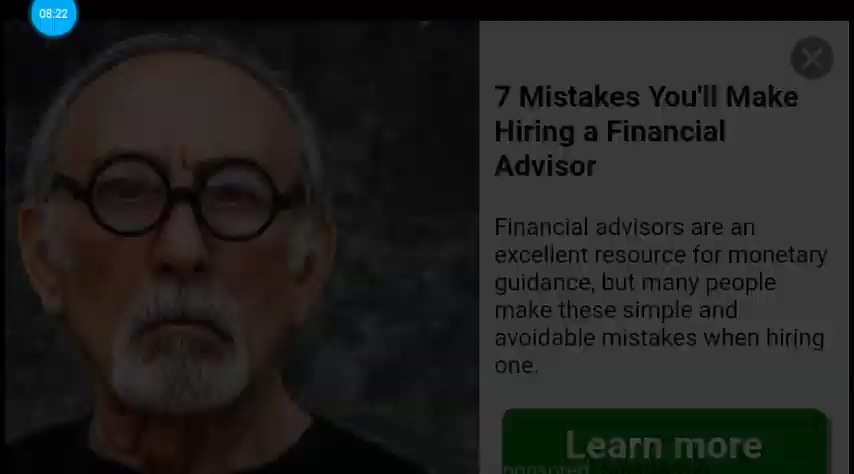 08:22
7 Mistakes You'll Make
Hiring a Financial
Advisor
Financial advisors are an
excellent resource for monetary
guidance, but many people
make these simple and
avoidable mistakes when hiring
one.
Learn more